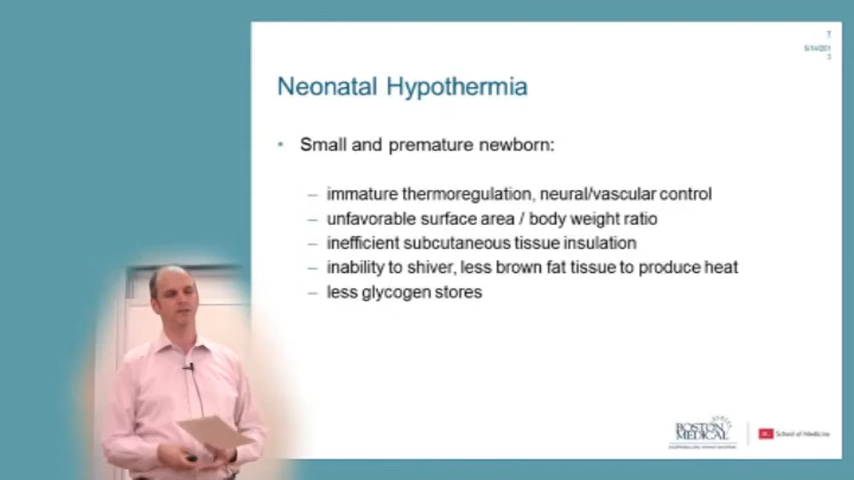 Neonatal Hypothermia
• Small and premature newborn:
– immature thermoregulation, neural/vascular control
– unfavorable surface area / body weight ratio
– inefficient subcutaneous tissue insulation
– inability to shiver, less brown fat tissue to produce heat
– less glycogen stores
BOSTON
MEDICAL
School of Medicine